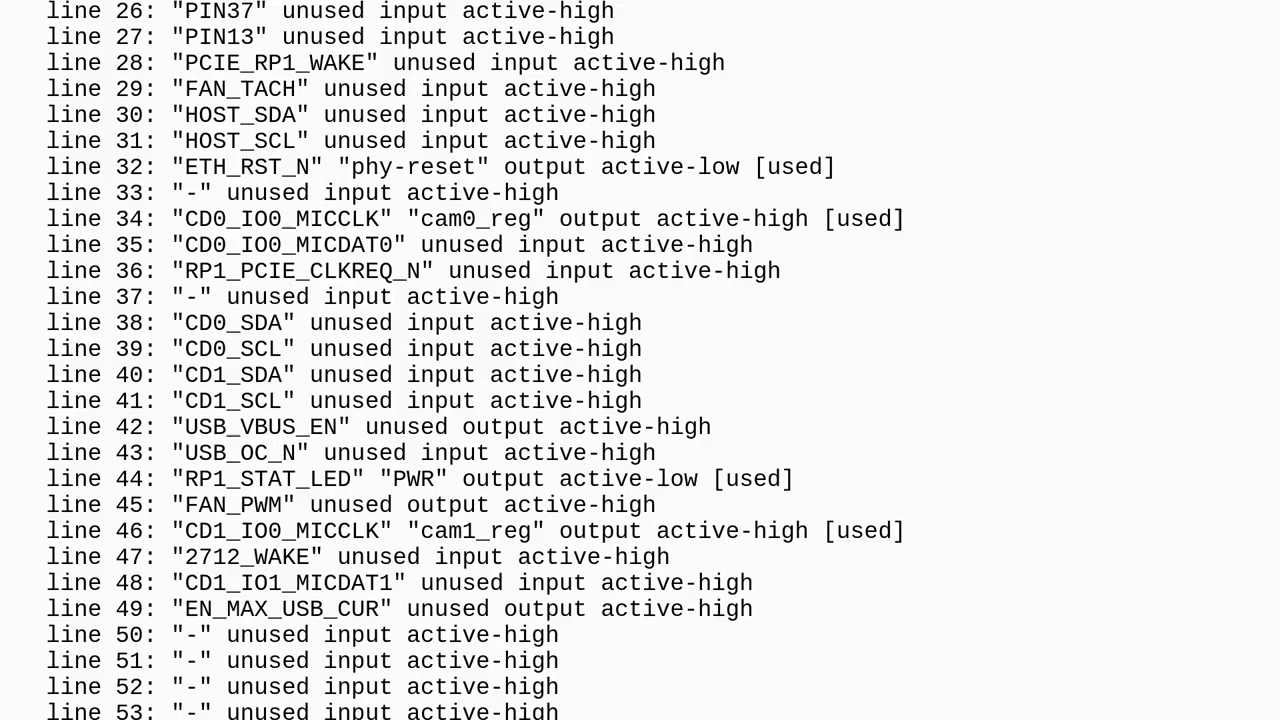 line 26: "PIN37" unused input active-high
line 27: "PIN13" unused input active-high
line 28: "PCIE_RP1_WAKE" unused input active-high
line 29: "FAN_TACH" unused input active-high
line 30: "HOST_SDA" unused input active-high
line 31: "HOST_SCL" unused input active-high
line 32: "ETH_RST_N" "phy-reset" output active-low [used]
line 33: "-" unused input active-high
line 34: "CD0_IO0_MICCLK" "cam0_reg" output active-high [used]
line 35: "CD0_IO0_MICDAT0" unused input active-high
line 36: "RP1_PCIE_CLKREQ_N" unused input active-high
line 37: "-" unused input active-high
line 38: "CD0_SDA" unused input active-high
line 39: "CD0_SCL" unused input active-high
line 40: "CD1_SDA" unused input active-high
line 41: "CD1_SCL" unused input active-high
line 42: "USB_VBUS_EN" unused output active-high
line 43: "USB_OC_N" unused input active-high
line 44: "RP1_STAT_LED" "PWR" output active-low [used]
line 45: "FAN_PWM" unused output active-high
line 46: "CD1_IO0_MICCLK" "cam1_reg" output active-high [used]
line 47: "2712_WAKE" unused input active-high
line 48: "CD1_IO1_MICDAT1" unused input active-high
line 49: "EN_MAX_USB_CUR" unused output active-high
line 50: "-" unused input active-high
line 51: "-" unused input active-high
line 52: "-" unused input active-high
line 53: "-" unused input active-high